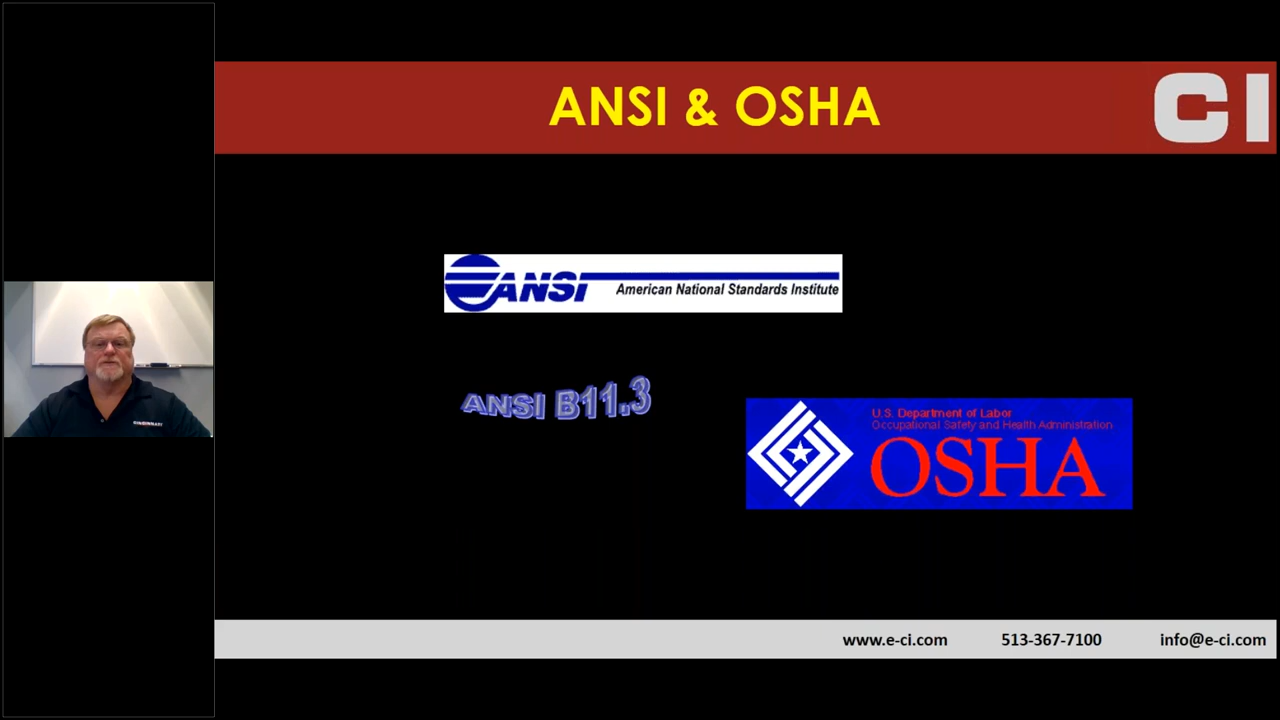 ANSI & OSHA
CI
ANSI
American National Standards Institute
ANSI B11.3
U.S. Department of Labor
Occupational Safety and Health Administration
OSHA
CINCINNATI
www.e-ci.com 513-367-7100 info@e-ci.com